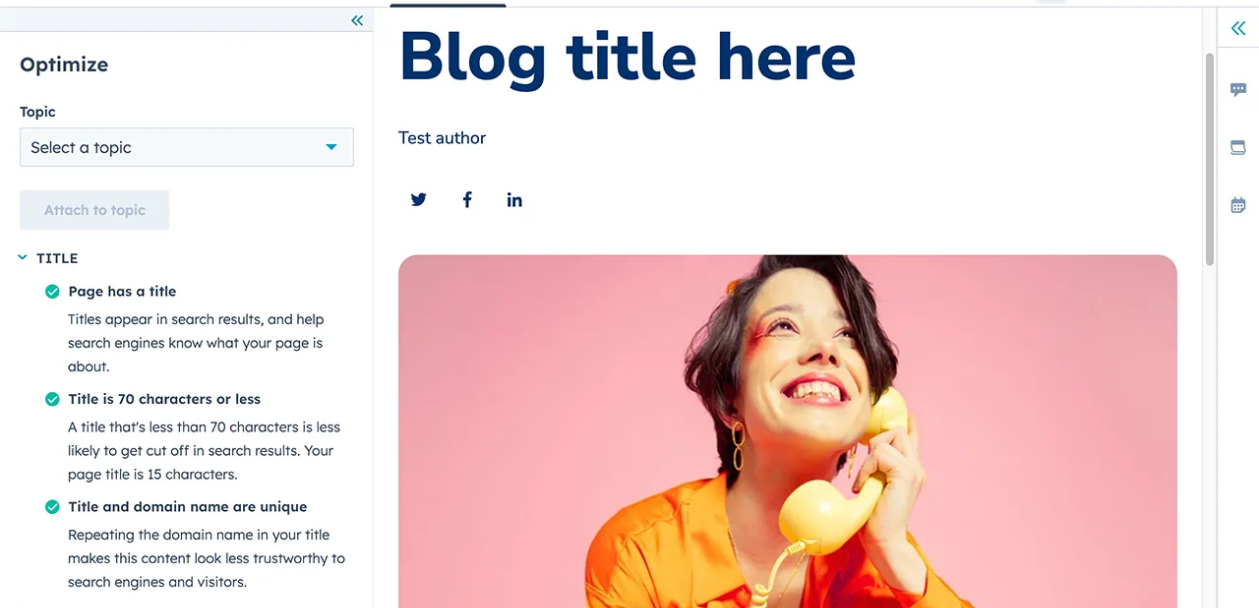 Optimize
Topic
Select a topic
Attach to topic
TITLE
Page has a title
Titles appear in search results, and help
search engines know what your page is
about.
Title is 70 characters or less
A title that's less than 70 characters is less
likely to get cut off in search results. Your
page title is 15 characters.
Title and domain name are unique
Repeating the domain name in your title
makes this content look less trustworthy to
search engines and visitors.
Blog title here
Test author